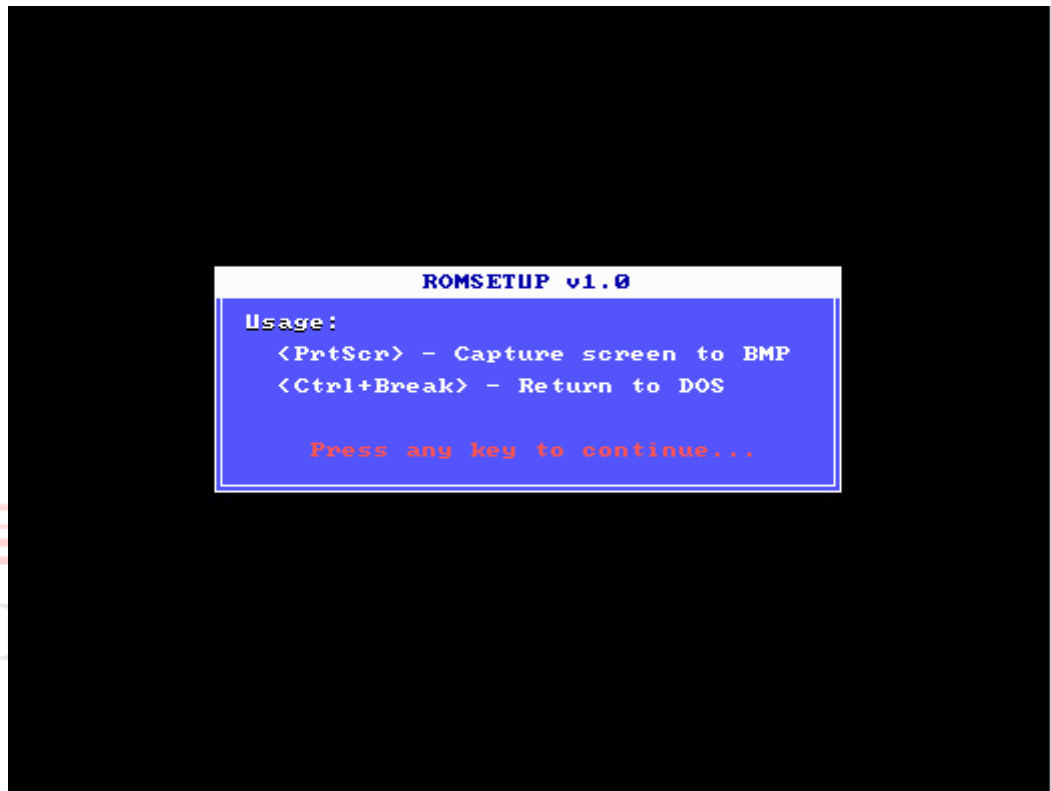 ROMSETUP v1.0
Usage:
<PrtScr> - Capture screen to BMP
<Ctrl+Break> - Return to DOS
Press any key to continue...